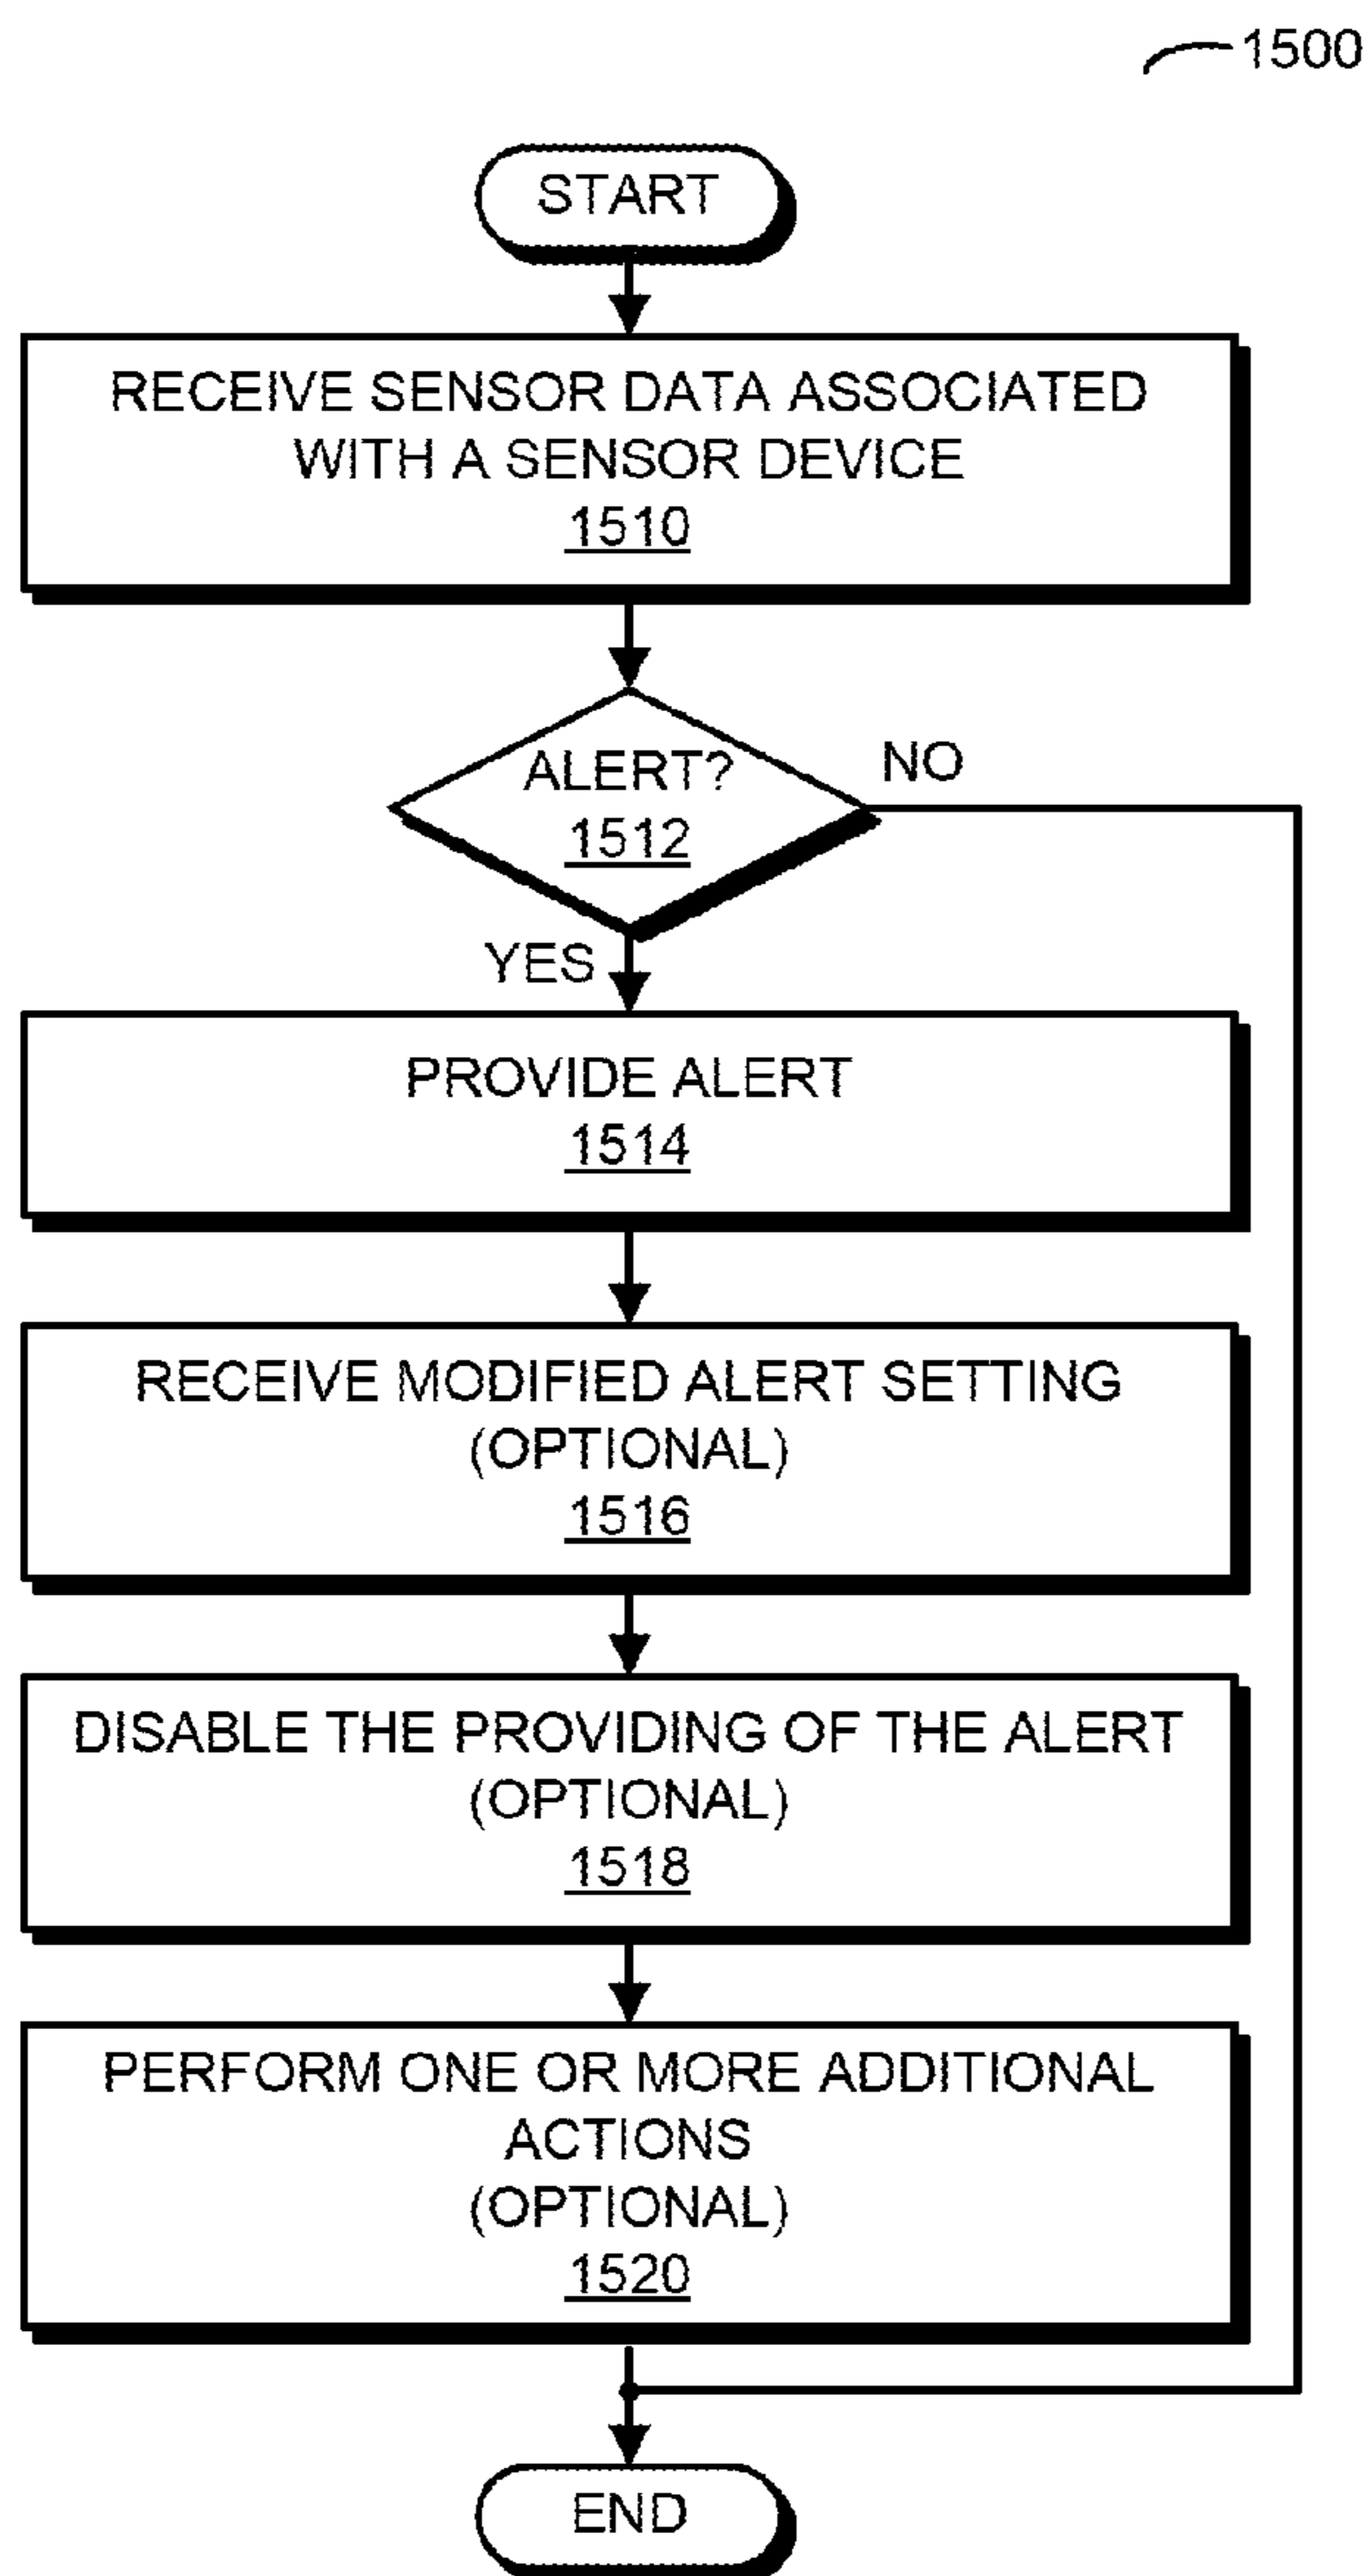 1500
START
RECEIVE SENSOR DATA ASSOCIATED
WITH A SENSOR DEVICE
1510
ALERT?
1512
NO
YES
PROVIDE ALERT
1514
RECEIVE MODIFIED ALERT SETTING
(OPTIONAL)
1516
DISABLE THE PROVIDING OF THE ALERT
(OPTIONAL)
1518
PERFORM ONE OR MORE ADDITIONAL
ACTIONS
(OPTIONAL)
1520
END